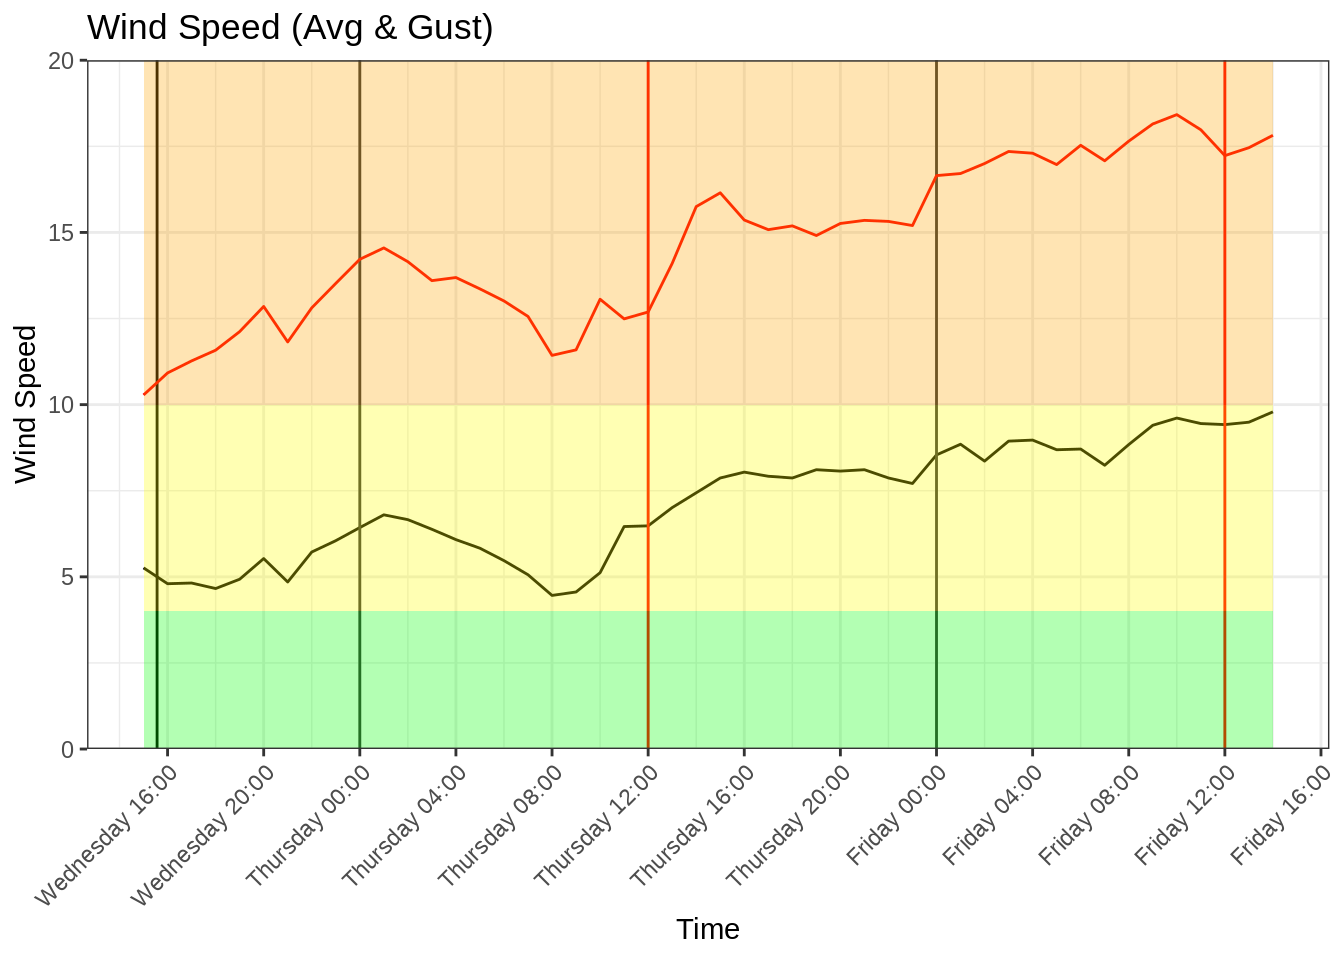 Wind Speed (Avg & Gust)
20
15
10
5
0
Wind Speed
Wednesday 16:00
Wednesday 20:00
Thursday 00:00
Thursday 04:00
Thursday 08:00
Thursday 12:00
Thursday 16:00
Thursday 20:00
Friday 00:00
Friday 04:00
Friday 08:00
Friday 12:00
Friday 16:00
Time